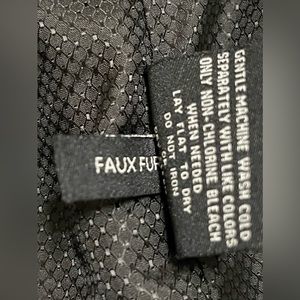 GENTLE MACHINE WASH COLD
SEPARATELY WITH LIKE COLORS
ONLY NON-CHLORINE BLEACH
WHEN NEEDED
LAY FLAT TO DRY
DO NOT IRON
FAUX FUR